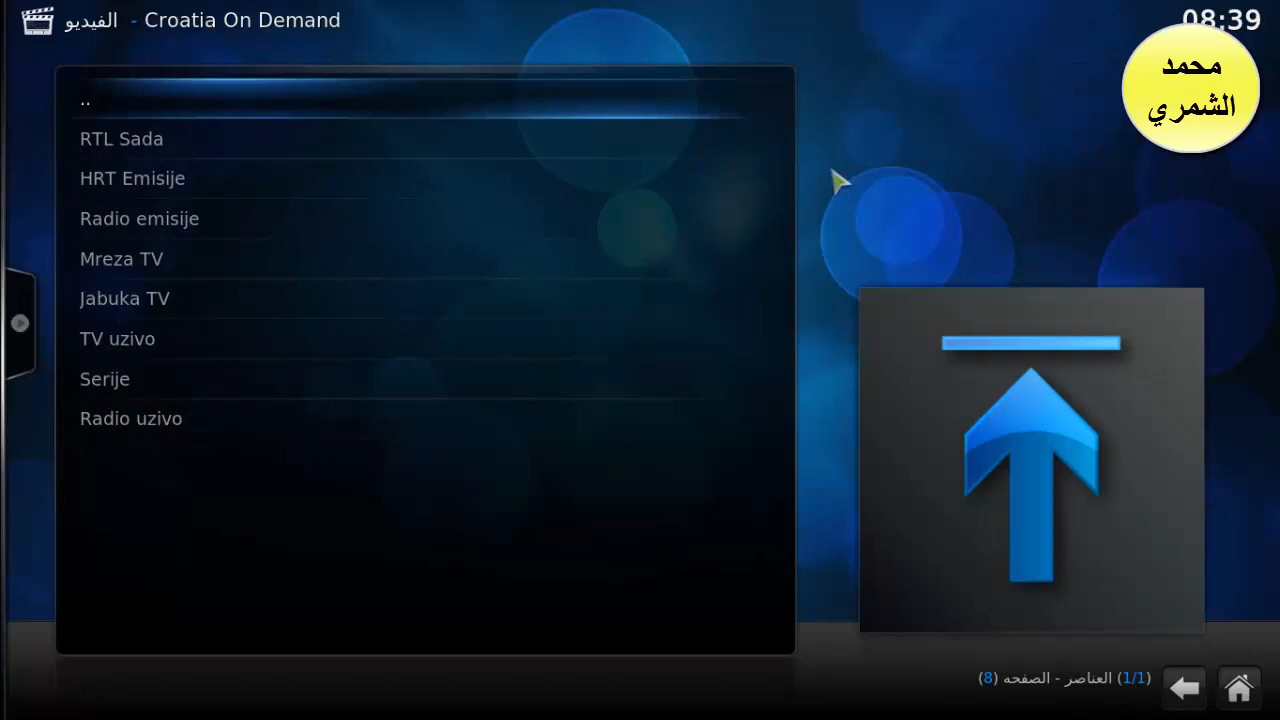 الفيديو - Croatia On Demand
08:39
محمد
الشمري
..
RTL Sada
HRT Emisije
Radio emisije
Mreza TV
Jabuka TV
TV uzivo
Serije
Radio uzivo
(8) العناصر - الصفحه (1/1)